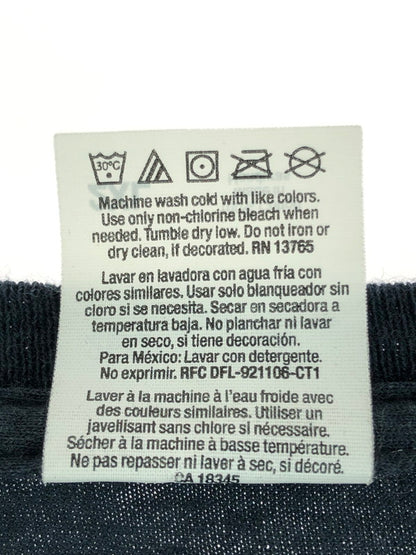 30°C
Machine wash cold with like colors.
Use only non-chlorine bleach when
needed. Tumble dry low. Do not iron or
dry clean, if decorated. RN 13765
Lavar en lavadora con agua fría con
colores similares. Usar solo blanqueador sin
cloro si se necesita. Secar en secadora a
temperatura baja. No planchar ni lavar
en seco, si tiene decoración.
Para México: Lavar con detergente.
No exprimir. RFC DFL-921106-CT1
Laver à la machine à l'eau froide avec
des couleurs similaires. Utiliser un
javellisant sans chlore si nécessaire.
Sécher à la machine à basse température.
Ne pas repasser ni laver à sec, si décoré.
CA 18345